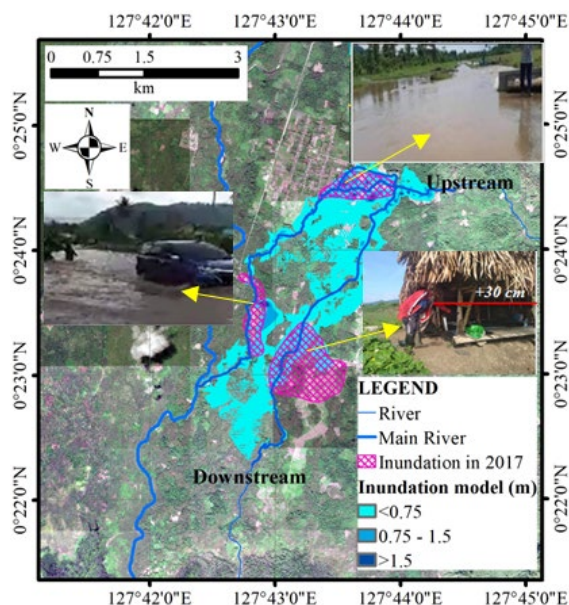 127°42'0"E 127°43'0"E 127°44'0"E 127°45'0"E
0 0.75 1.5 3
km
N
W E
S
0°25'0"N
0°24'0"N
0°23'0"N
0°22'0"N
0°25'0"N
0°24'0"N
0°23'0"N
0°22'0"N
Upstream
+30 cm
Downstream
LEGEND
River
Main River
Inundation in 2017
Inundation model (m)
<0.75
0.75 - 1.5
>1.5
127°42'0"E 127°43'0"E 127°44'0"E 127°45'0"E